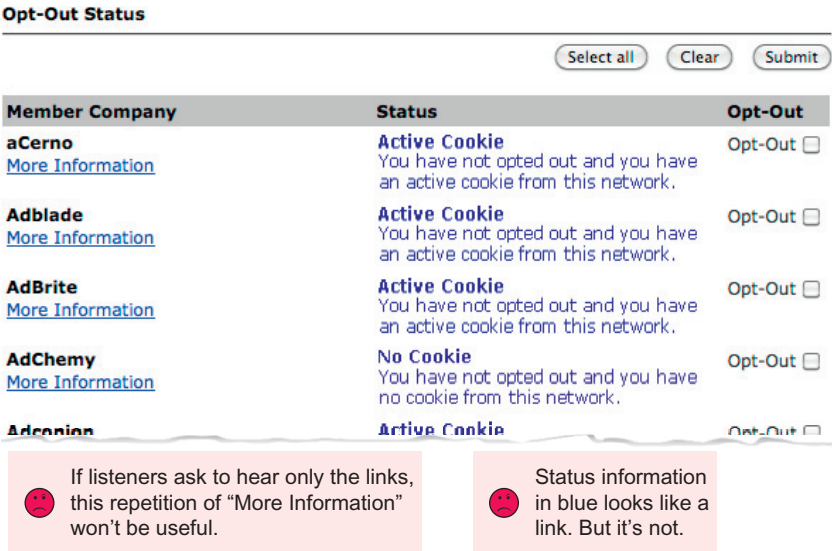 Opt-Out Status
Select all Clear Submit
Member Company Status Opt-Out
aCerno
More Information
Active Cookie
You have not opted out and you have
an active cookie from this network.
Opt-Out
Adblade
More Information
Active Cookie
You have not opted out and you have
an active cookie from this network.
Opt-Out
AdBrite
More Information
Active Cookie
You have not opted out and you have
an active cookie from this network.
Opt-Out
AdChemy
More Information
No Cookie
You have not opted out and you have
no cookie from this network.
Opt-Out
Adconion
Active Cookie
Opt-Out
If listeners ask to hear only the links,
this repetition of “More Information”
won’t be useful.
Status information
in blue looks like a
link. But it’s not.